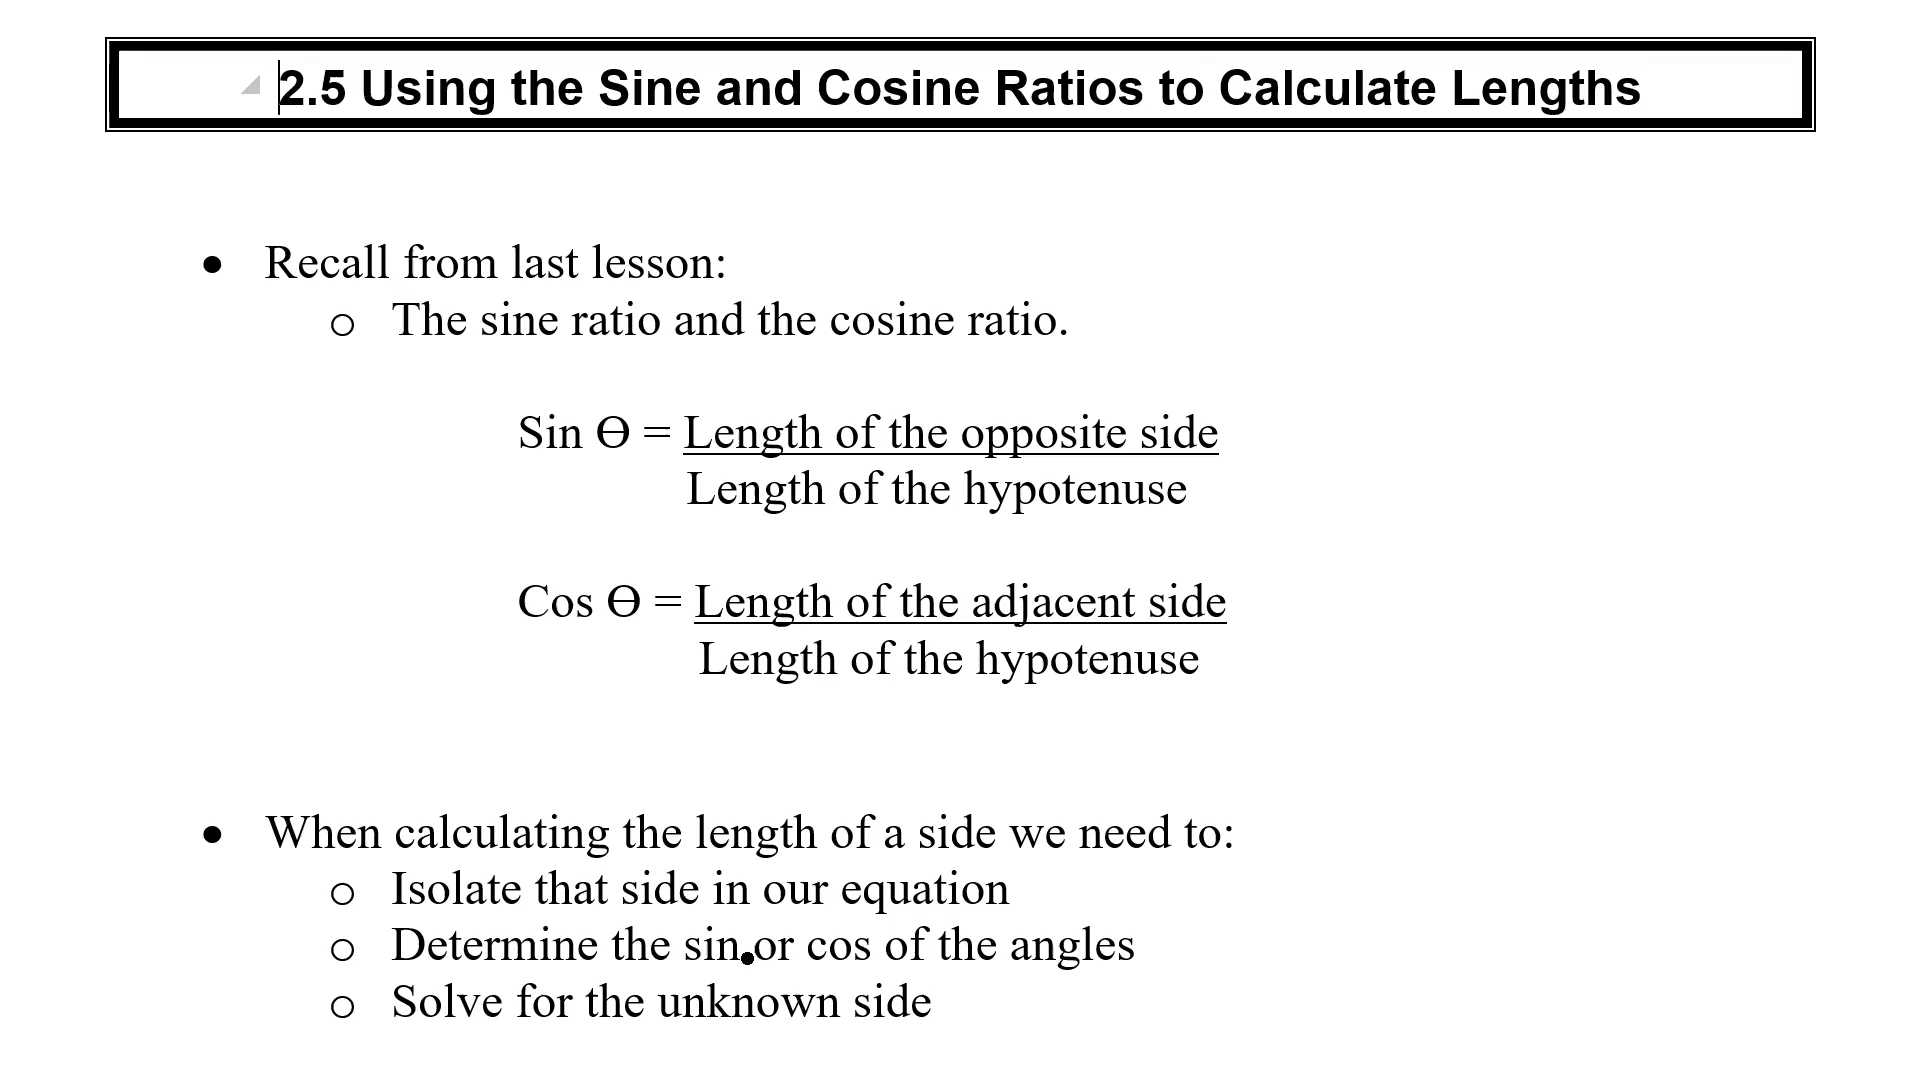 2.5 Using the Sine and Cosine Ratios to Calculate Lengths
• Recall from last lesson:
o The sine ratio and the cosine ratio.
Sin ϴ = Length of the opposite side
Length of the hypotenuse
Cos ϴ = Length of the adjacent side
Length of the hypotenuse
• When calculating the length of a side we need to:
o Isolate that side in our equation
o Determine the sin or cos of the angles
o Solve for the unknown side